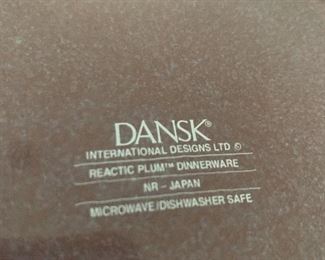 DANSK®
INTERNATIONAL DESIGNS LTD ©
REACTIC PLUM™ DINNERWARE
NR - JAPAN
MICROWAVE/DISHWASHER SAFE